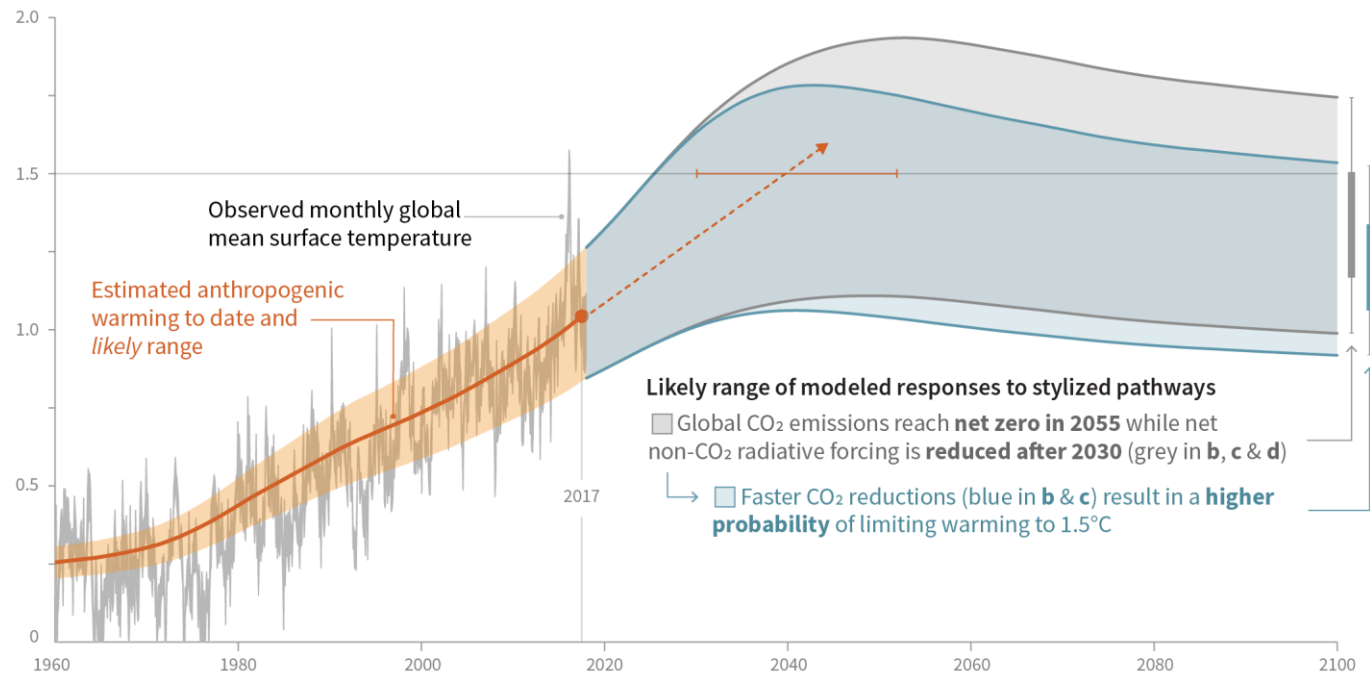 2.0
1.5
1.0
0.5
0
Observed monthly global
mean surface temperature
Estimated anthropogenic
warming to date and
likely range
2017
Likely range of modeled responses to stylized pathways
Global CO₂ emissions reach net zero in 2055 while net
non-CO₂ radiative forcing is reduced after 2030 (grey in b, c & d)
Faster CO₂ reductions (blue in b & c) result in a higher
probability of limiting warming to 1.5°C
1960 1980 2000 2020 2040 2060 2080 2100